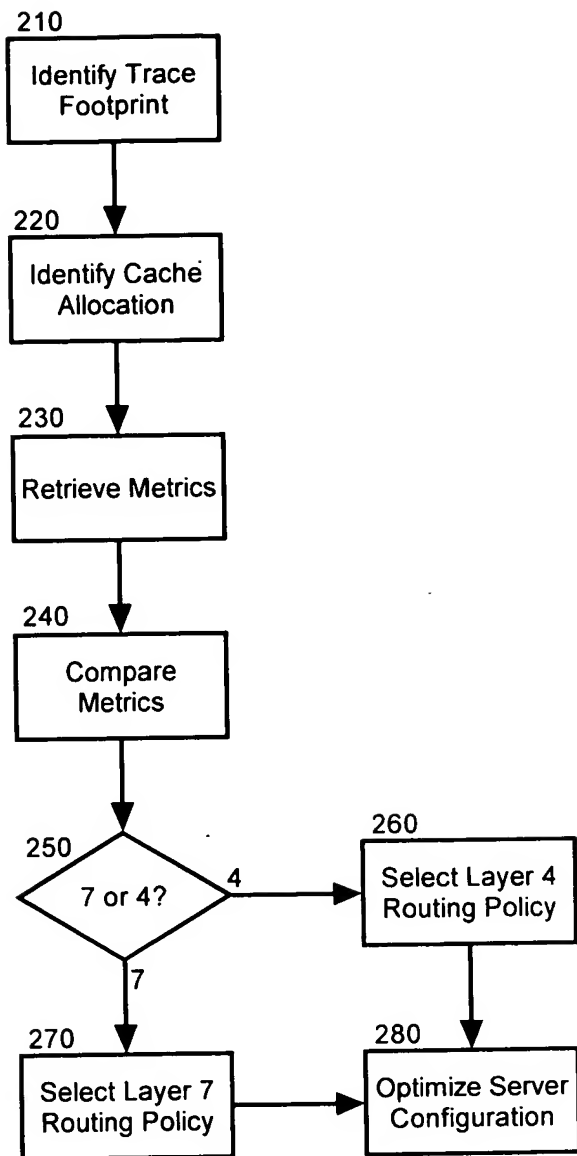 210
Identify Trace
Footprint
220
Identify Cache
Allocation
230
Retrieve Metrics
240
Compare
Metrics
250
7 or 4?
4
7
260
Select Layer 4
Routing Policy
270
Select Layer 7
Routing Policy
280
Optimize Server
Configuration